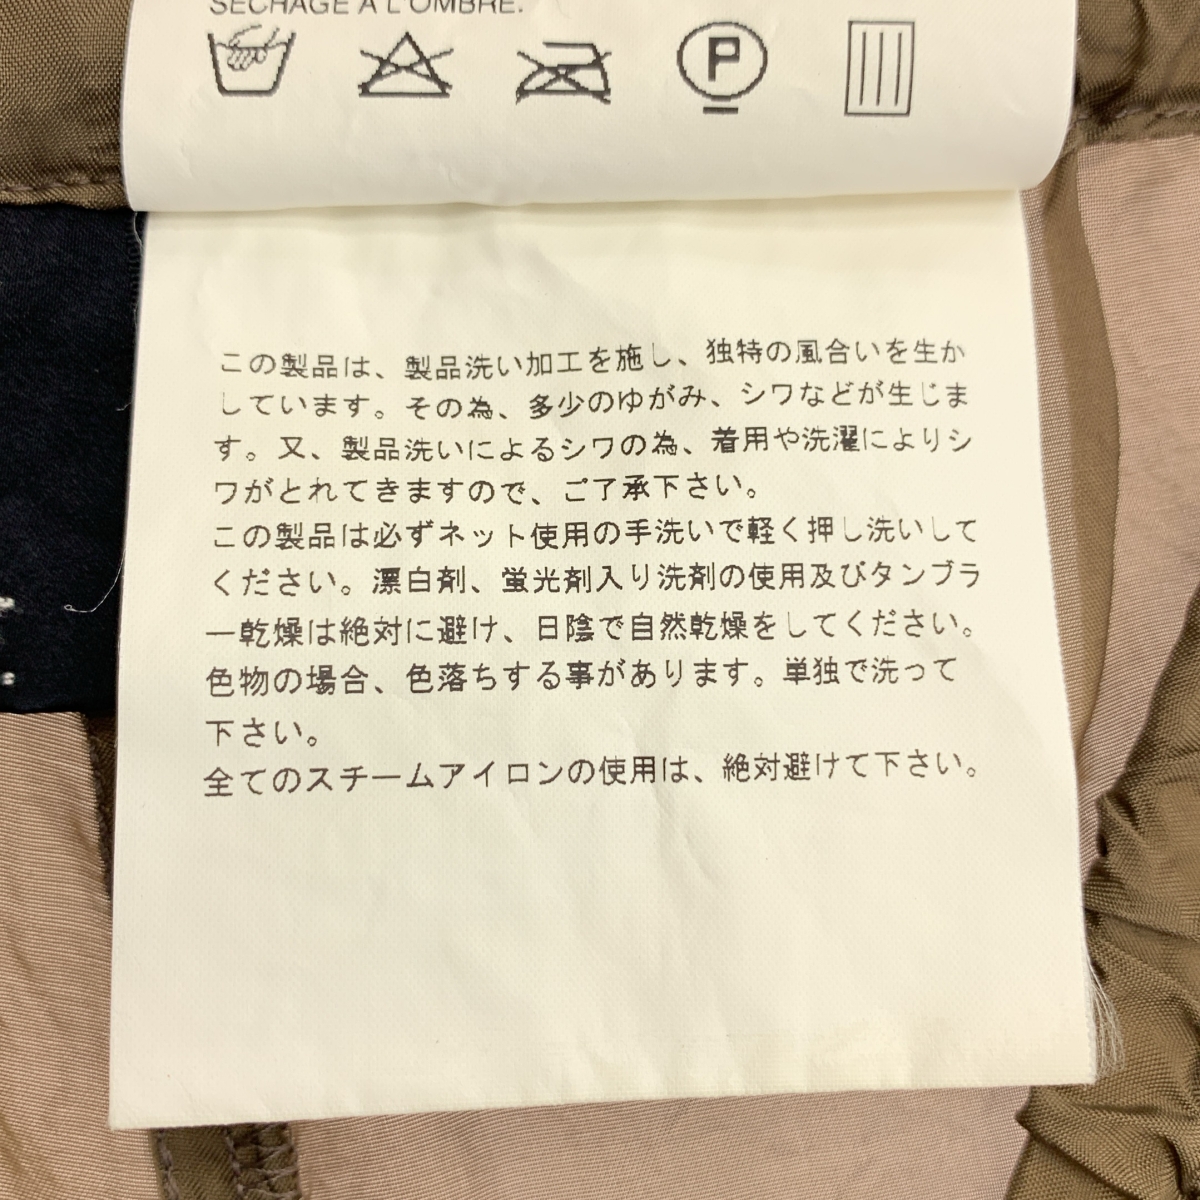 SECHAGE A L'OMBRE.
P
この製品は、製品洗い加工を施し、独特の風合いを生か
しています。その為、多少のゆがみ、シワなどが生じま
す。又、製品洗いによるシワの為、着用や洗濯によりシ
ワがとれてきますので、ご了承下さい。
この製品は必ずネット使用の手洗いで軽く押し洗いして
ください。漂白剤、蛍光剤入り洗剤の使用及びタンブラ
ー乾燥は絶対に避け、日陰で自然乾燥をしてください。
色物の場合、色落ちする事があります。単独で洗って
下さい。
全てのスチームアイロンの使用は、絶対避けて下さい。